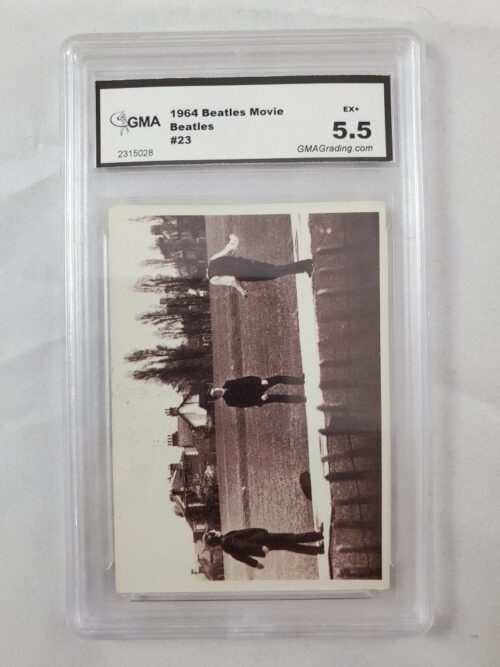 GMA
2315028
1964 Beatles Movie
Beatles
#23
EX+
5.5
GMAGrading.com